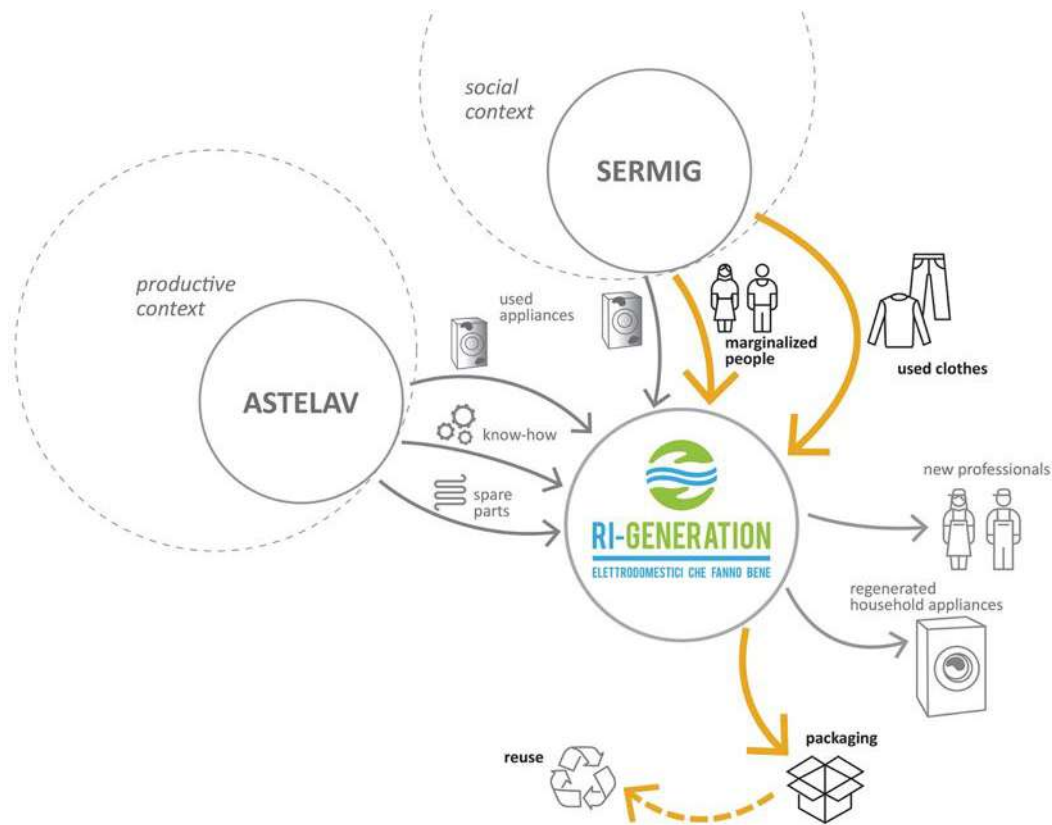 social
context
SERMIG
productive
context
used
appliances
marginalized
people
used clothes
ASTELAV
know-how
spare
parts
new professionals
RI-GENERATION
ELETTRODOMESTICI CHE FANNO BENE
regenerated
household appliances
packaging
reuse